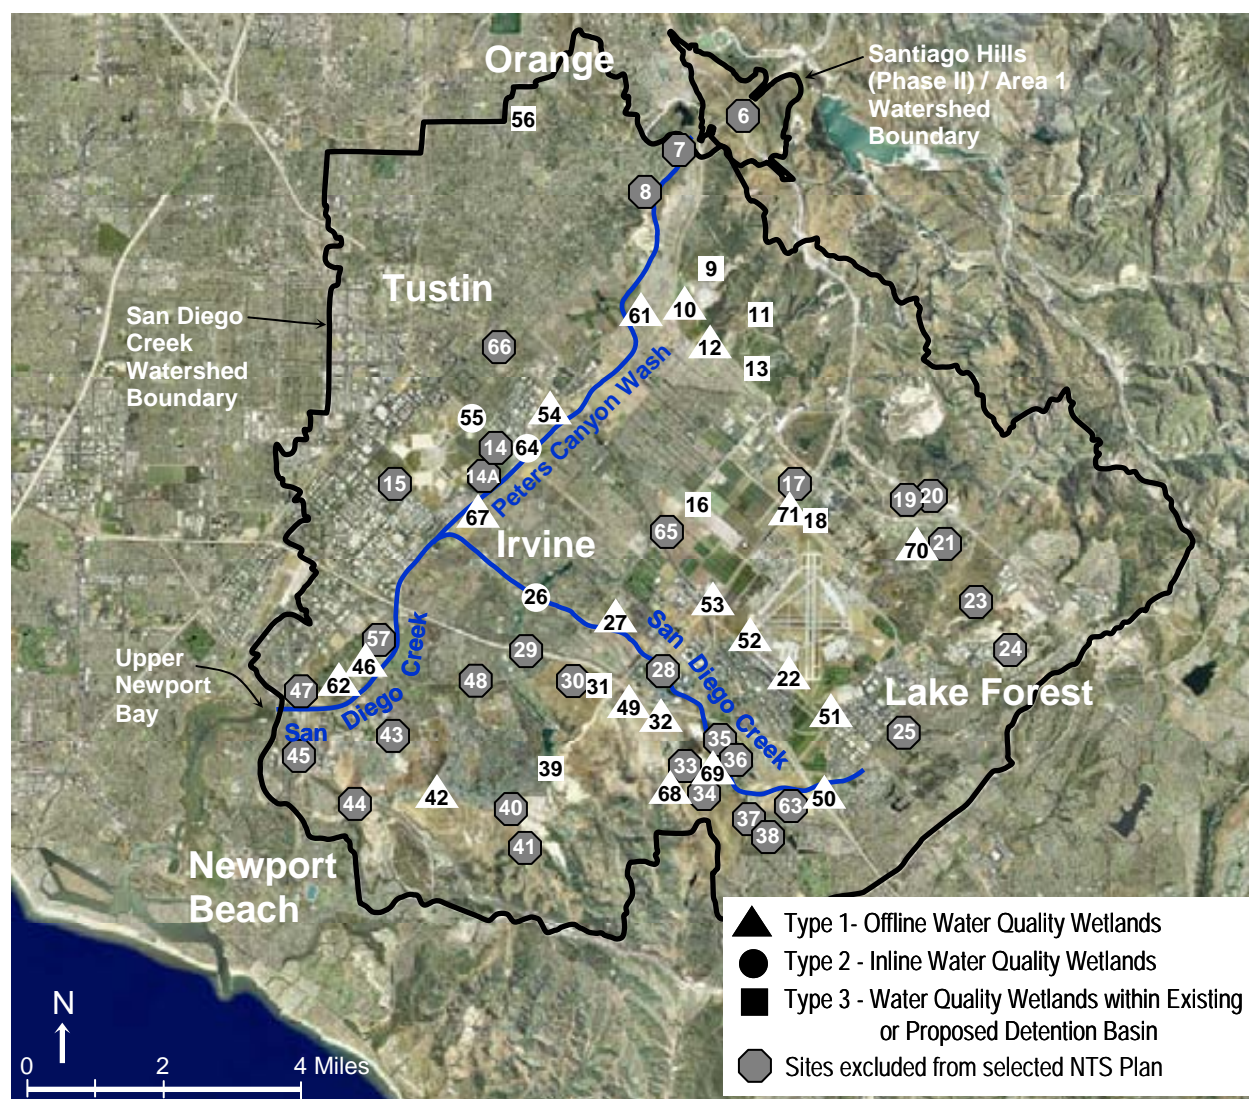 Orange
Santiago Hills
(Phase II) / Area 1
Watershed
Boundary
56
6
7
8
9
Tustin
San Diego
Creek
Watershed
Boundary
61
10
11
12
13
66
Peters Canyon Wash
55
54
14
64
14A
15
67
Irvine
16
17
71
18
19
20
65
70
21
26
27
53
52
23
24
San Diego Creek
57
46
62
47
Upper
Newport
Bay
29
48
30
31
28
22
Lake Forest
49
32
51
25
San Diego Creek
45
43
35
36
33
69
39
68
34
50
63
42
44
40
41
37
38
Newport
Beach
N
0 2 4 Miles
Type 1- Offline Water Quality Wetlands
Type 2 - Inline Water Quality Wetlands
Type 3 - Water Quality Wetlands within Existing
or Proposed Detention Basin
Sites excluded from selected NTS Plan